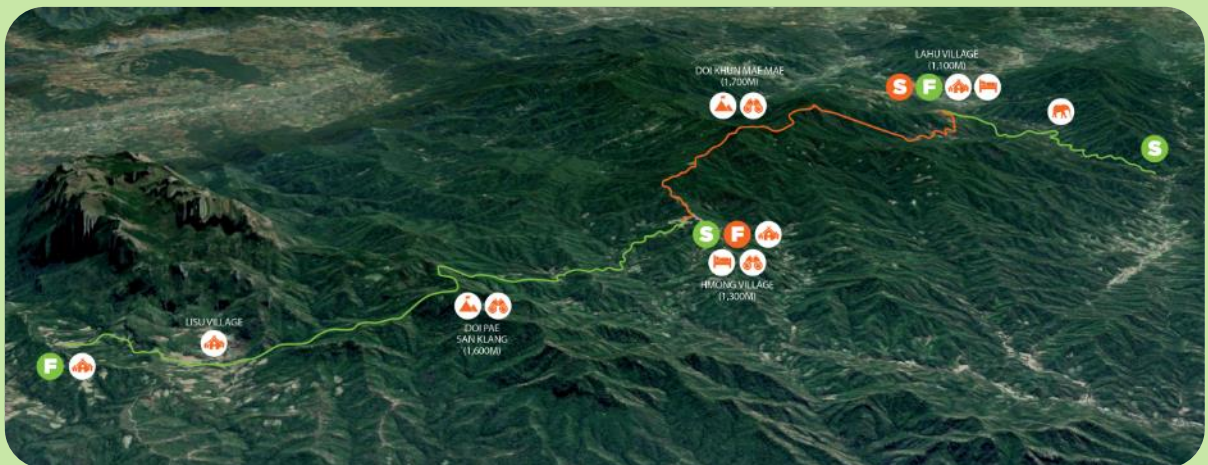 LAHU VILLAGE
(1,100M)
S F
DOI KHUN MAE MAE
(1,700M)
S
S F
HMONG VILLAGE
(1,300M)
DOI PAE
SAN KLANG
(1,600M)
LISU VILLAGE
F